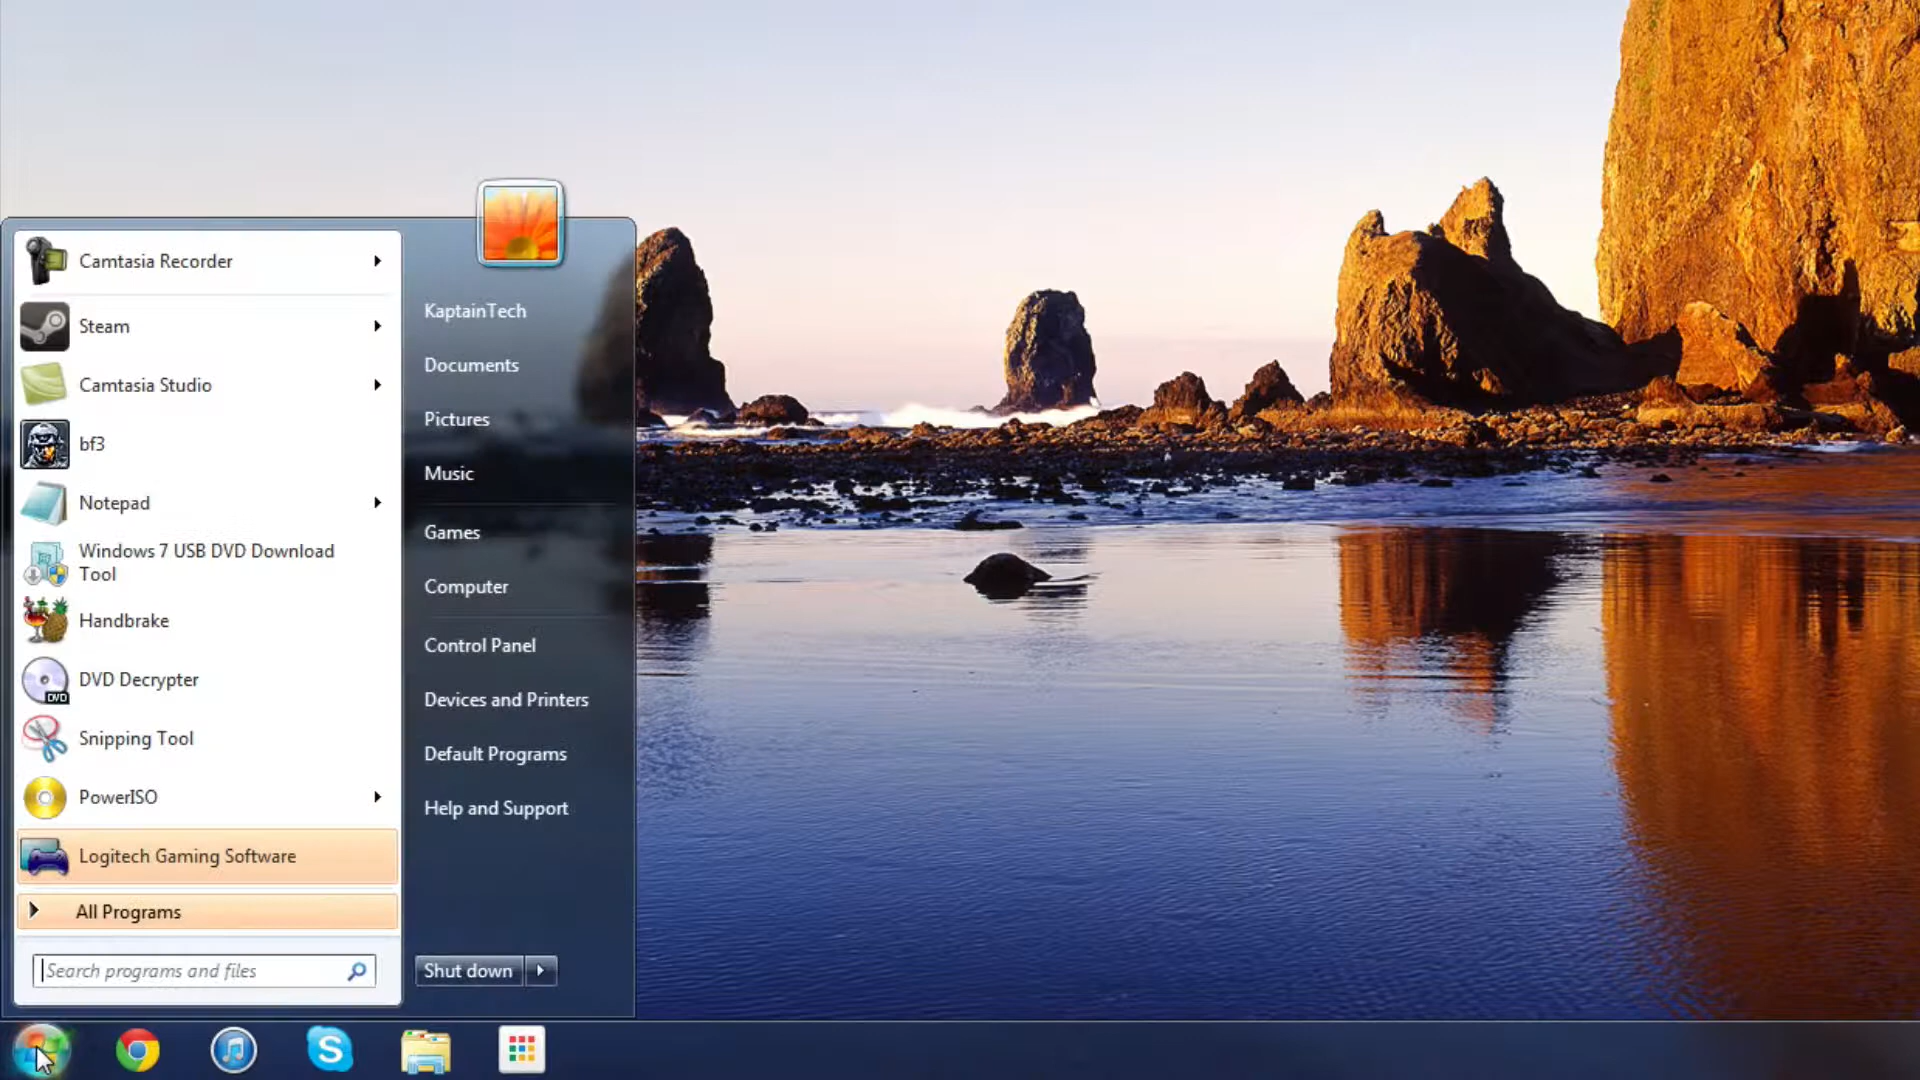 Camtasia Recorder
Steam
Camtasia Studio
bf3
Notepad
Windows 7 USB DVD Download
Tool
Handbrake
DVD
DVD Decrypter
Snipping Tool
PowerISO
Logitech Gaming Software
All Programs
Search programs and files
KaptainTech
Documents
Pictures
Music
Games
Computer
Control Panel
Devices and Printers
Default Programs
Help and Support
Shut down